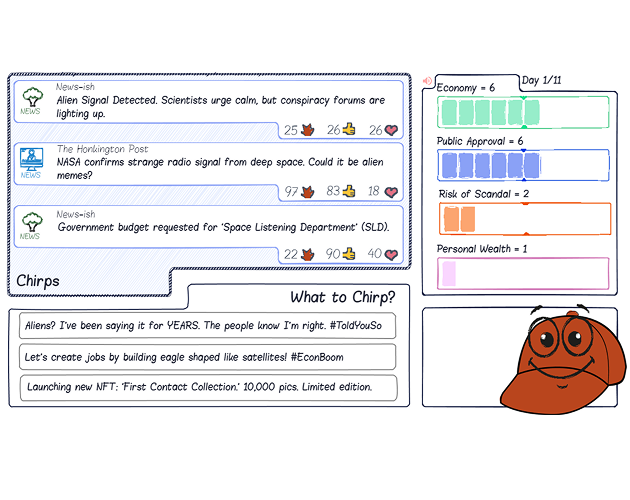 News-ish
Alien Signal Detected. Scientists urge calm, but conspiracy forums are
lighting up.
NEWS
25 26 26
The Honkington Post
NASA confirms strange radio signal from deep space. Could it be alien
memes?
NEWS
97 83 18
News-ish
Government budget requested for 'Space Listening Department' (SLD).
NEWS
22 90 40
Chirps
What to Chirp?
Aliens? I've been saying it for YEARS. The people know I'm right. #ToldYouSo
Let's create jobs by building eagle shaped like satellites! #EconBoom
Launching new NFT: 'First Contact Collection.' 10,000 pics. Limited edition.
Day 1/11
Economy = 6
Public Approval = 6
Risk of Scandal = 2
Personal Wealth = 1